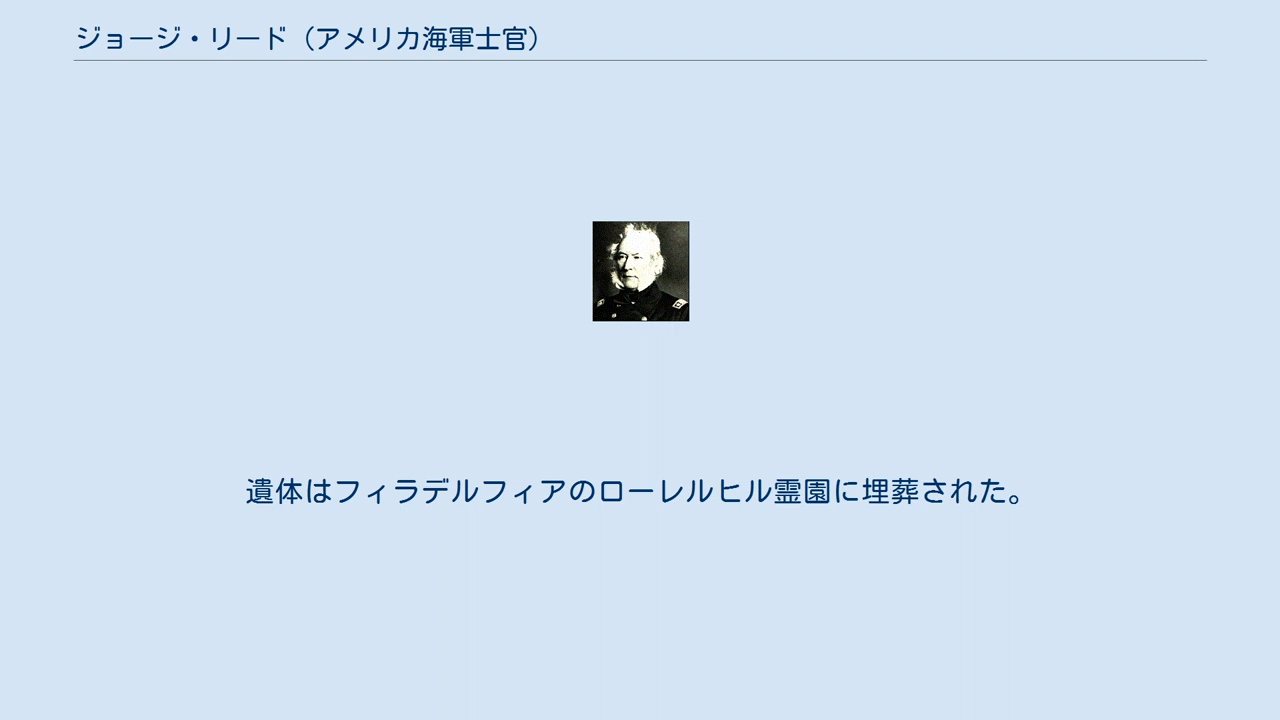 ジョージ・リード（アメリカ海軍士官）
遺体はフィラデルフィアのローレルヒル霊園に埋葬された。